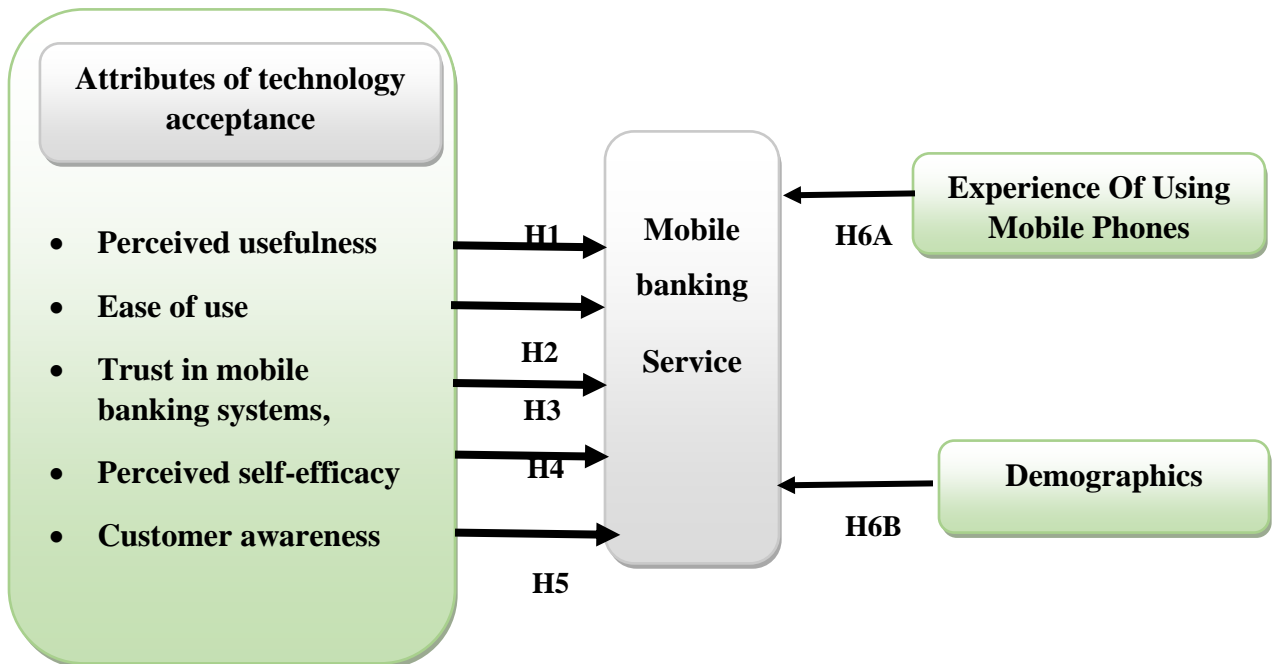 Attributes of technology
acceptance
• Perceived usefulness
• Ease of use
• Trust in mobile
banking systems,
• Perceived self-efficacy
• Customer awareness
H1
H2
H3
H4
H5
Mobile
banking
Service
H6A
H6B
Experience Of Using
Mobile Phones
Demographics